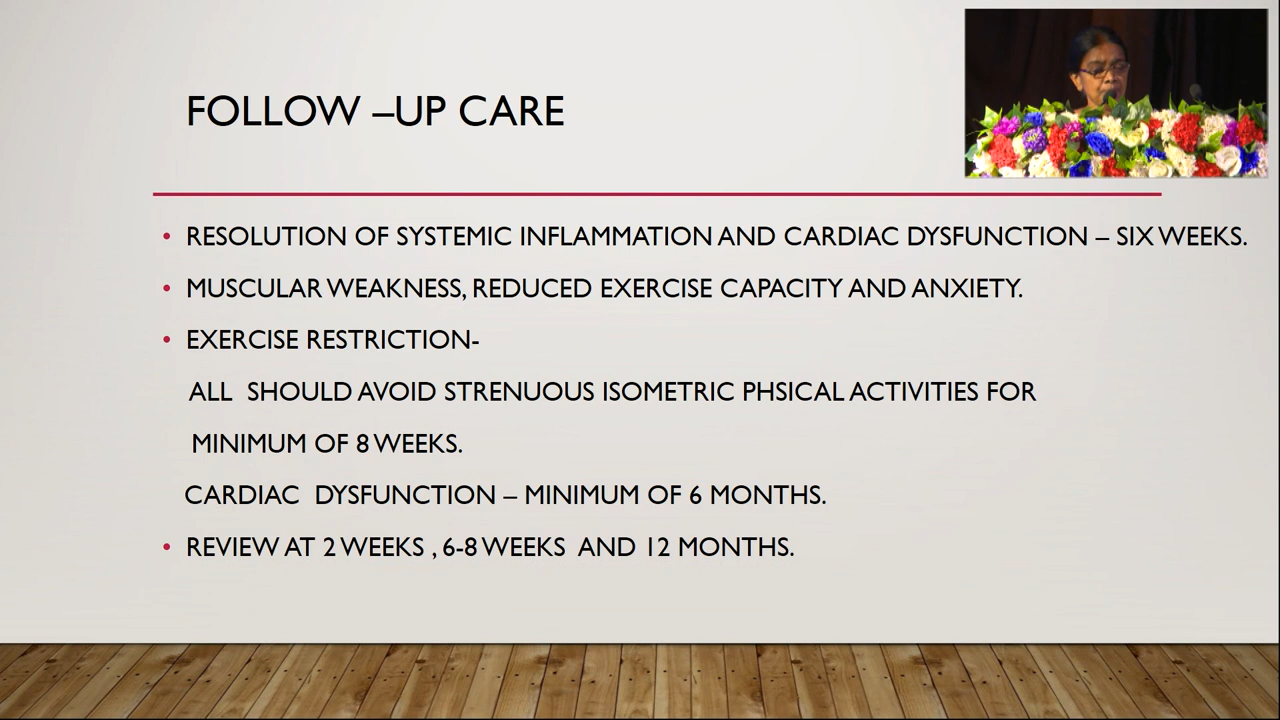 FOLLOW –UP CARE
• RESOLUTION OF SYSTEMIC INFLAMMATION AND CARDIAC DYSFUNCTION – SIX WEEKS.
• MUSCULAR WEAKNESS, REDUCED EXERCISE CAPACITY AND ANXIETY.
• EXERCISE RESTRICTION-
ALL SHOULD AVOID STRENUOUS ISOMETRIC PHSICAL ACTIVITIES FOR
MINIMUM OF 8 WEEKS.
CARDIAC DYSFUNCTION – MINIMUM OF 6 MONTHS.
• REVIEW AT 2 WEEKS , 6-8 WEEKS AND 12 MONTHS.